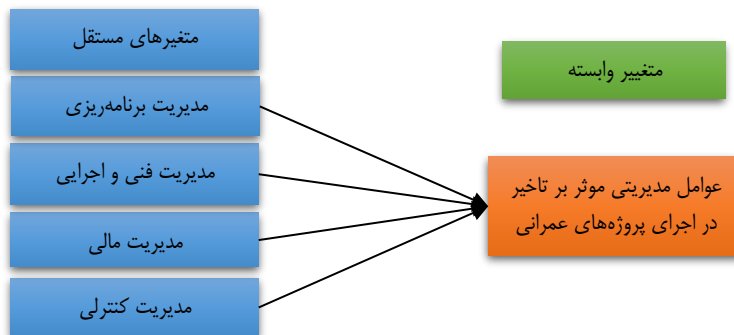 متغیرهای مستقل
مدیریت برنامه‌ریزی
مدیریت فنی و اجرایی
مدیریت مالی
مدیریت کنترلی
متغییر وابسته
عوامل مدیریتی موثر بر تاخیر
در اجرای پروژه‌های عمرانی